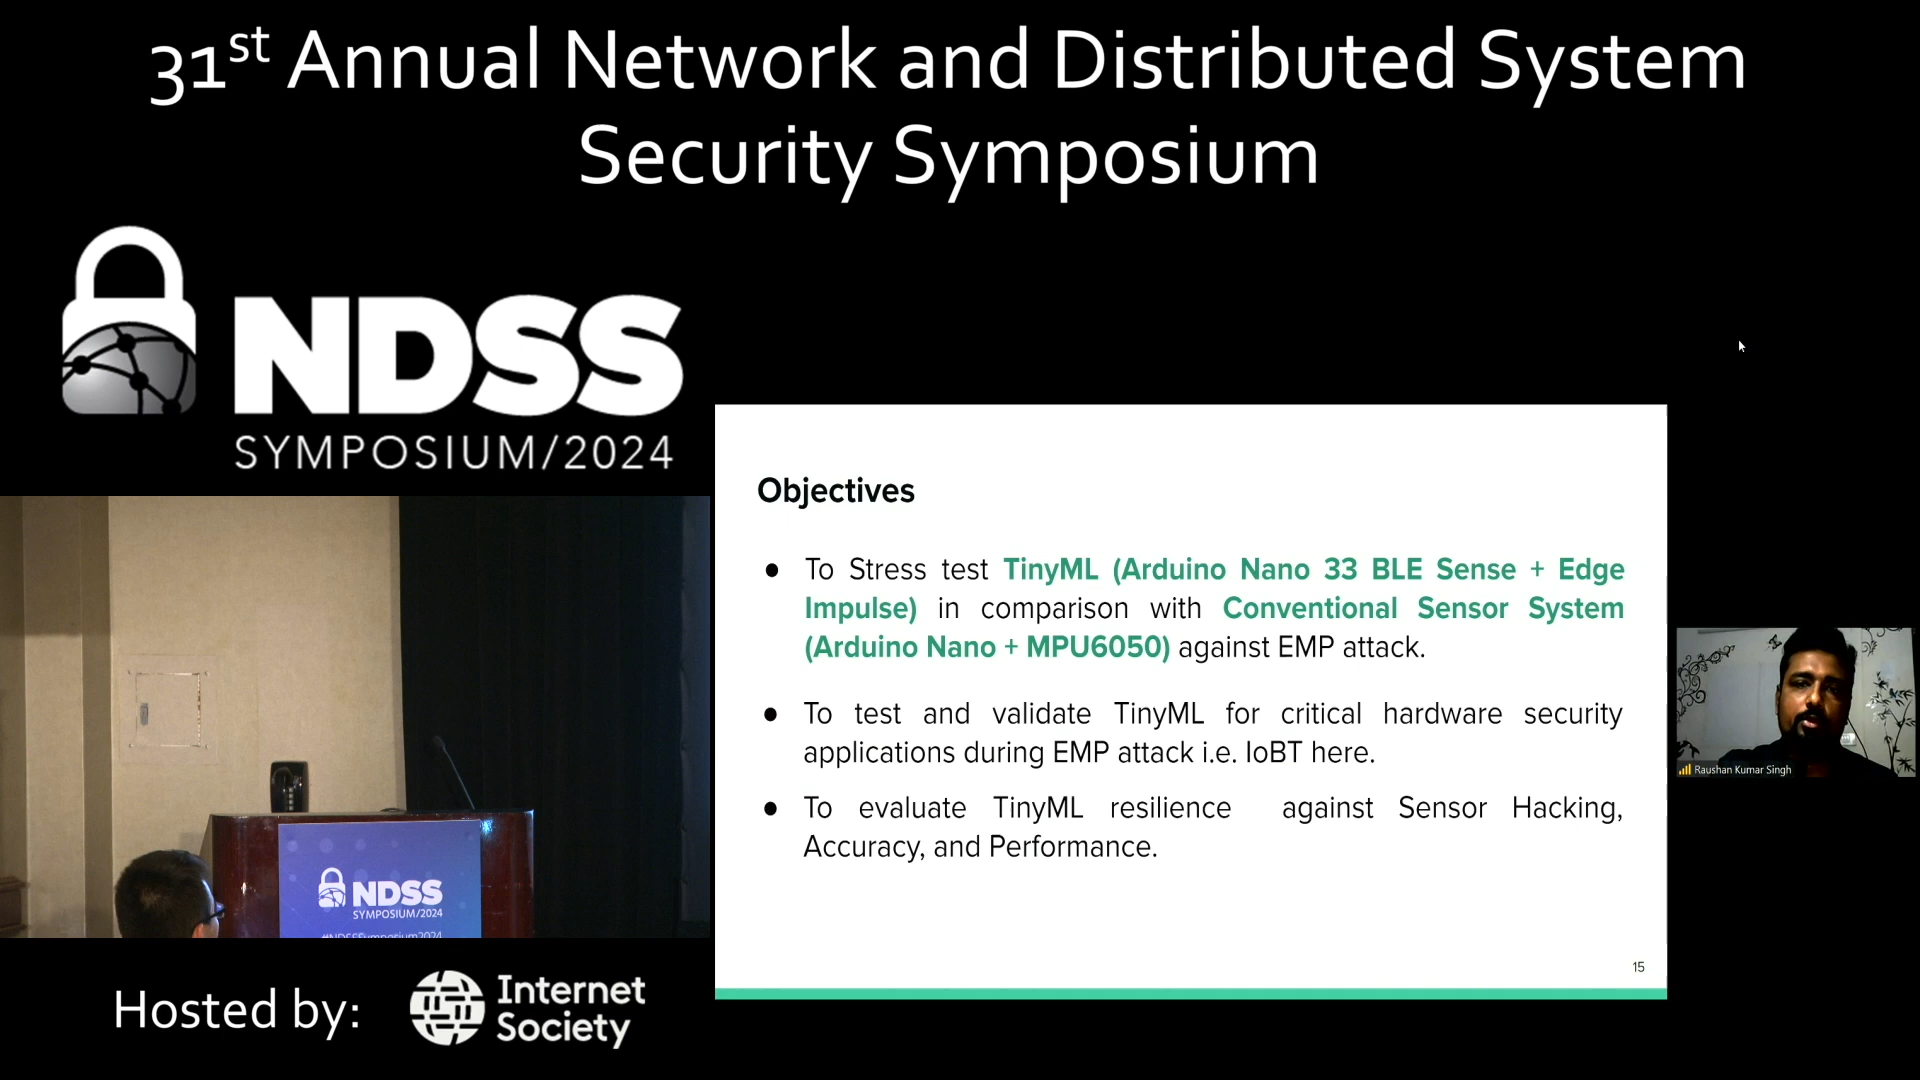 31st Annual Network and Distributed System
Security Symposium
NDSS
SYMPOSIUM/2024
Objectives
● To Stress test TinyML (Arduino Nano 33 BLE Sense + Edge
Impulse) in comparison with Conventional Sensor System
(Arduino Nano + MPU6050) against EMP attack.
● To test and validate TinyML for critical hardware security
applications during EMP attack i.e. IoBT here.
● To evaluate TinyML resilience against Sensor Hacking,
Accuracy, and Performance.
15
Raushan Kumar Singh
NDSS
SYMPOSIUM/2024
#NDSSSymposium2024
Hosted by:
Internet
Society